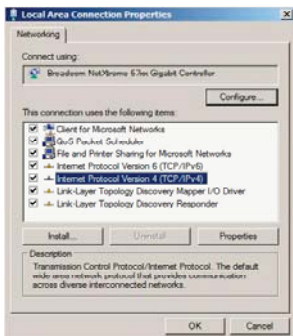 Local Area Connection Properties
Networking
Connect using:
Broadcom NetXtreme 57xx Gigabit Controller
Configure...
This connection uses the following items:
Client for Microsoft Networks
QoS Packet Scheduler
File and Printer Sharing for Microsoft Networks
Internet Protocol Version 6 (TCP/IPv6)
Internet Protocol Version 4 (TCP/IPv4)
Link-Layer Topology Discovery Mapper I/O Driver
Link-Layer Topology Discovery Responder
Install...
Uninstall
Properties
Description
Transmission Control Protocol/Internet Protocol. The default
wide area network protocol that provides communication
across diverse interconnected networks.
OK
Cancel